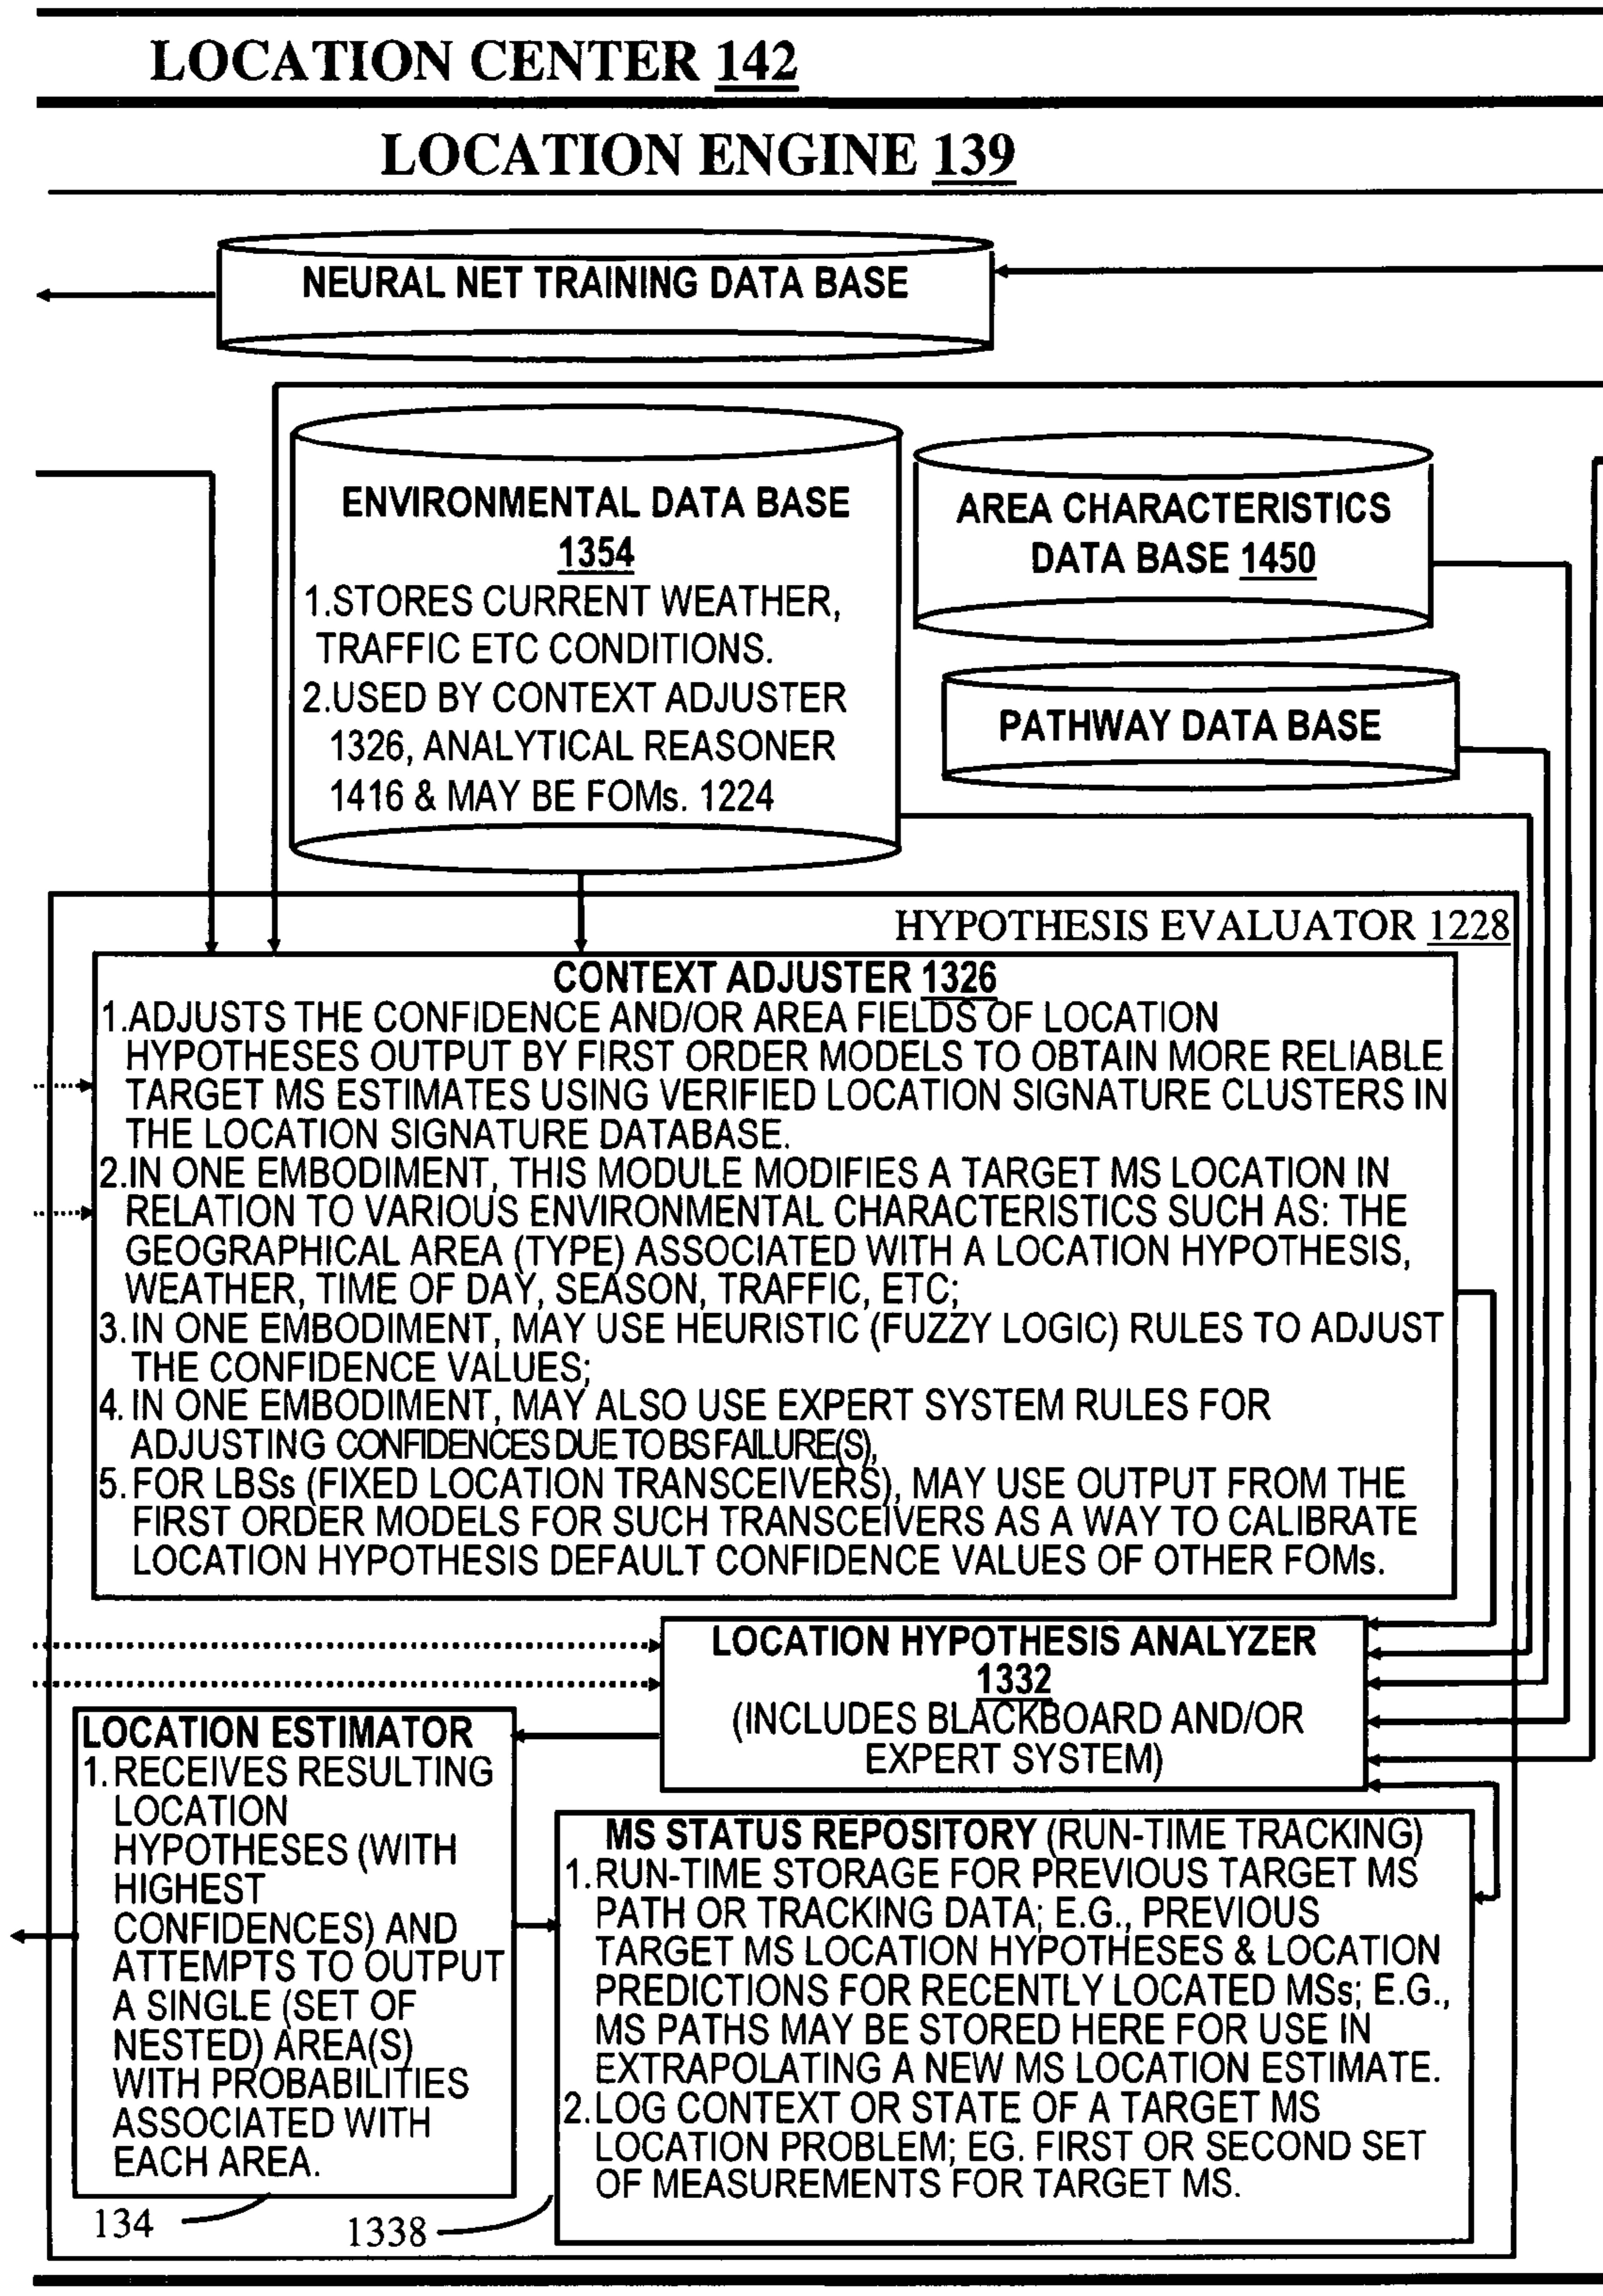 LOCATION CENTER 142
LOCATION ENGINE 139
NEURAL NET TRAINING DATA BASE
ENVIRONMENTAL DATA BASE
1354
1.STORES CURRENT WEATHER,
TRAFFIC ETC CONDITIONS.
2.USED BY CONTEXT ADJUSTER
1326, ANALYTICAL REASONER
1416 & MAY BE FOMs. 1224
AREA CHARACTERISTICS
DATA BASE 1450
PATHWAY DATA BASE
HYPOTHESIS EVALUATOR 1228
CONTEXT ADJUSTER 1326
1.ADJUSTS THE CONFIDENCE AND/OR AREA FIELDS OF LOCATION
HYPOTHESES OUTPUT BY FIRST ORDER MODELS TO OBTAIN MORE RELIABLE
TARGET MS ESTIMATES USING VERIFIED LOCATION SIGNATURE CLUSTERS IN
THE LOCATION SIGNATURE DATABASE.
2.IN ONE EMBODIMENT, THIS MODULE MODIFIES A TARGET MS LOCATION IN
RELATION TO VARIOUS ENVIRONMENTAL CHARACTERISTICS SUCH AS: THE
GEOGRAPHICAL AREA (TYPE) ASSOCIATED WITH A LOCATION HYPOTHESIS,
WEATHER, TIME OF DAY, SEASON, TRAFFIC, ETC;
3.IN ONE EMBODIMENT, MAY USE HEURISTIC (FUZZY LOGIC) RULES TO ADJUST
THE CONFIDENCE VALUES;
4. IN ONE EMBODIMENT, MAY ALSO USE EXPERT SYSTEM RULES FOR
ADJUSTING CONFIDENCES DUE TO BS FAILURE(S),
5. FOR LBSs (FIXED LOCATION TRANSCEIVERS), MAY USE OUTPUT FROM THE
FIRST ORDER MODELS FOR SUCH TRANSCEIVERS AS A WAY TO CALIBRATE
LOCATION HYPOTHESIS DEFAULT CONFIDENCE VALUES OF OTHER FOMs.
LOCATION HYPOTHESIS ANALYZER
1332
(INCLUDES BLACKBOARD AND/OR
EXPERT SYSTEM)
LOCATION ESTIMATOR
1. RECEIVES RESULTING
LOCATION
HYPOTHESES (WITH
HIGHEST
CONFIDENCES) AND
ATTEMPTS TO OUTPUT
A SINGLE (SET OF
NESTED) AREA(S)
WITH PROBABILITIES
ASSOCIATED WITH
EACH AREA.
134
MS STATUS REPOSITORY (RUN-TIME TRACKING)
1.RUN-TIME STORAGE FOR PREVIOUS TARGET MS
PATH OR TRACKING DATA; E.G., PREVIOUS
TARGET MS LOCATION HYPOTHESES & LOCATION
PREDICTIONS FOR RECENTLY LOCATED MSs; E.G.,
MS PATHS MAY BE STORED HERE FOR USE IN
EXTRAPOLATING A NEW MS LOCATION ESTIMATE.
2.LOG CONTEXT OR STATE OF A TARGET MS
LOCATION PROBLEM; EG. FIRST OR SECOND SET
OF MEASUREMENTS FOR TARGET MS.
1338